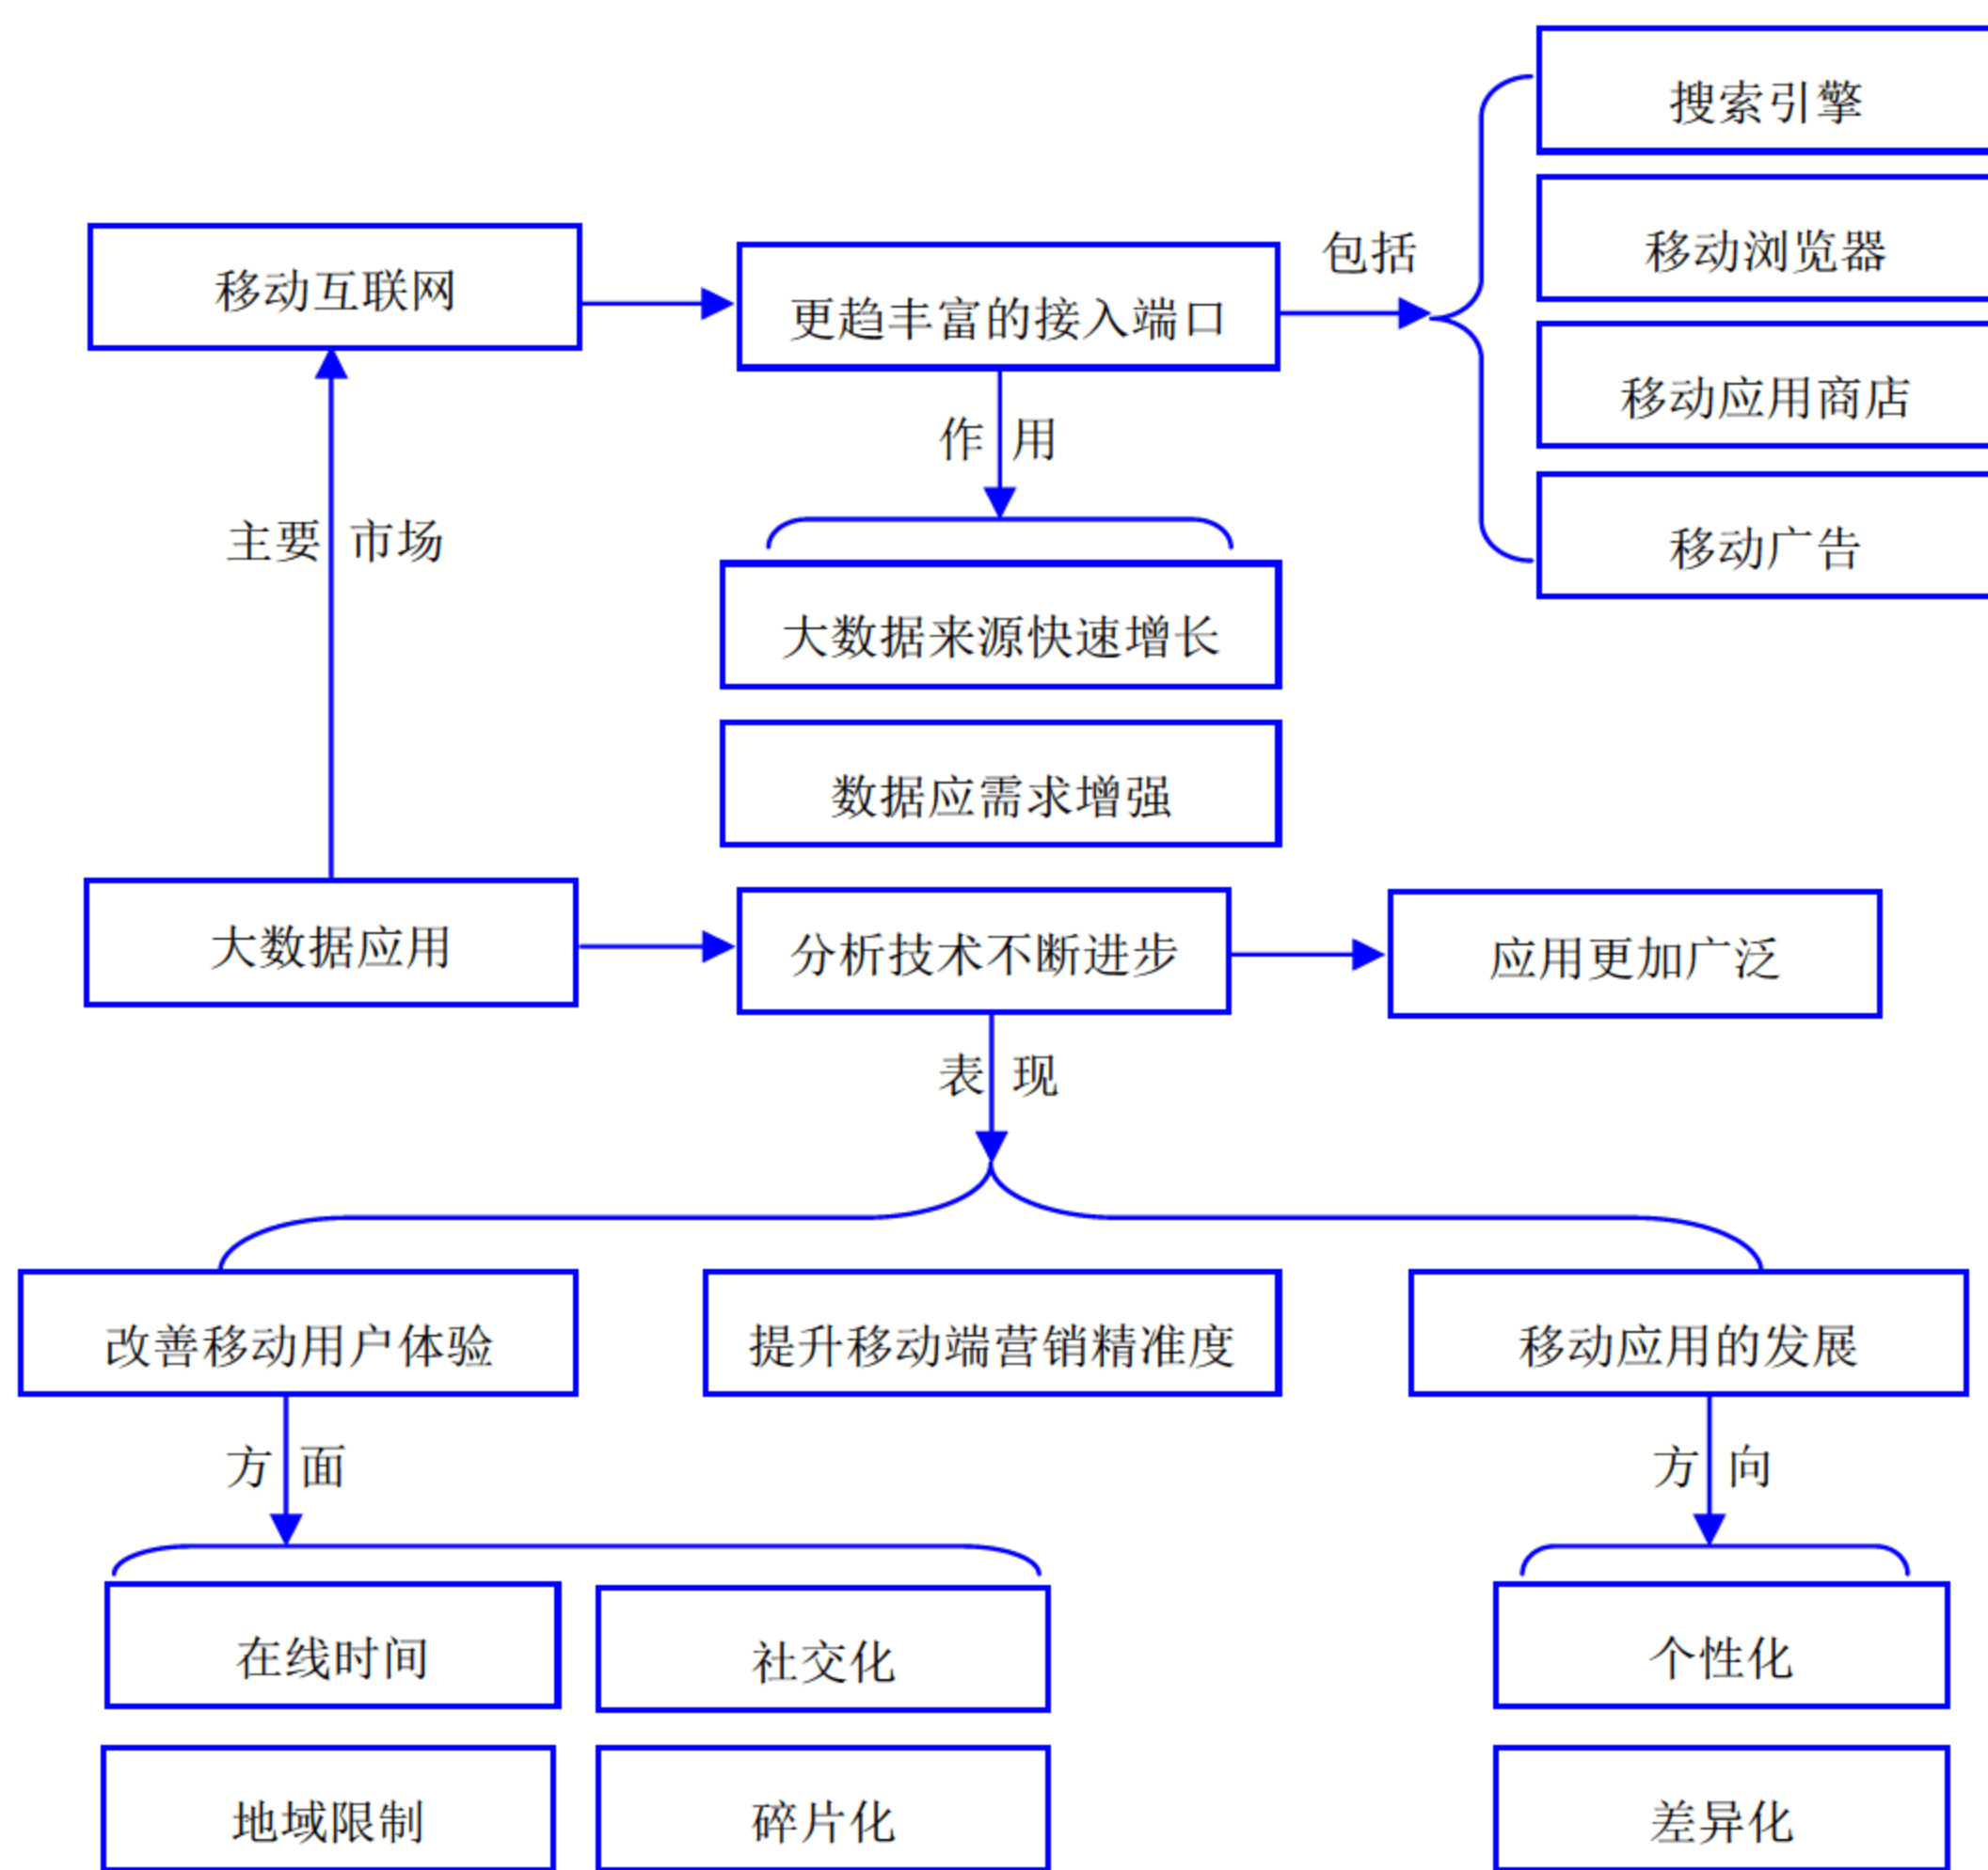 搜索引擎
移动浏览器
移动互联网
包括
更趋丰富的接入端口
移动应用商店
作 用
移动广告
主要 市场
大数据来源快速增长
数据应需求增强
大数据应用
分析技术不断进步
应用更加广泛
表 现
改善移动用户体验
提升移动端营销精准度
移动应用的发展
方 面
方 向
在线时间
社交化
个性化
地域限制
碎片化
差异化